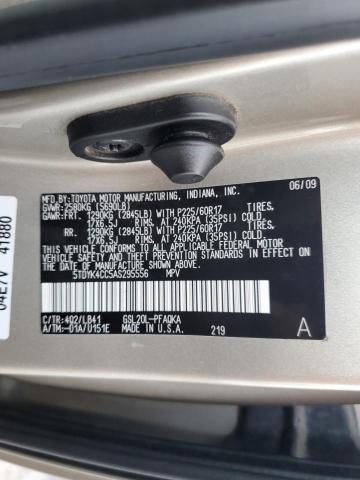 MFD.BY:TOYOTA MOTOR MANUFACTURING, INDIANA, INC. 06/09
GVWR:2580KG (5690LB)
GAWR:FRT. 1290KG (2845LB) WITH P225/60R17 TIRES,
17X6.5J RIMS, AT 240KPA (35PSI) COLD.
RR. 1290KG (2845LB) WITH P225/60R17 TIRES,
17X6.5J RIMS, AT 240KPA (35PSI) COLD.
THIS VEHICLE CONFORMS TO ALL APPLICABLE FEDERAL
MOTOR VEHICLE SAFETY, AND THEFT PREVENTION
STANDARDS IN EFFECT ON THE DATE OF MANUFACTURE
SHOWN ABOVE.
5TDYK4CC5AS295556 MPV
C/TR:4Q2/LB41 GSL20L-PFAQKA
A/TM:-01A/U151E MADE IN U.S.A. 219 A
04E7V 41880